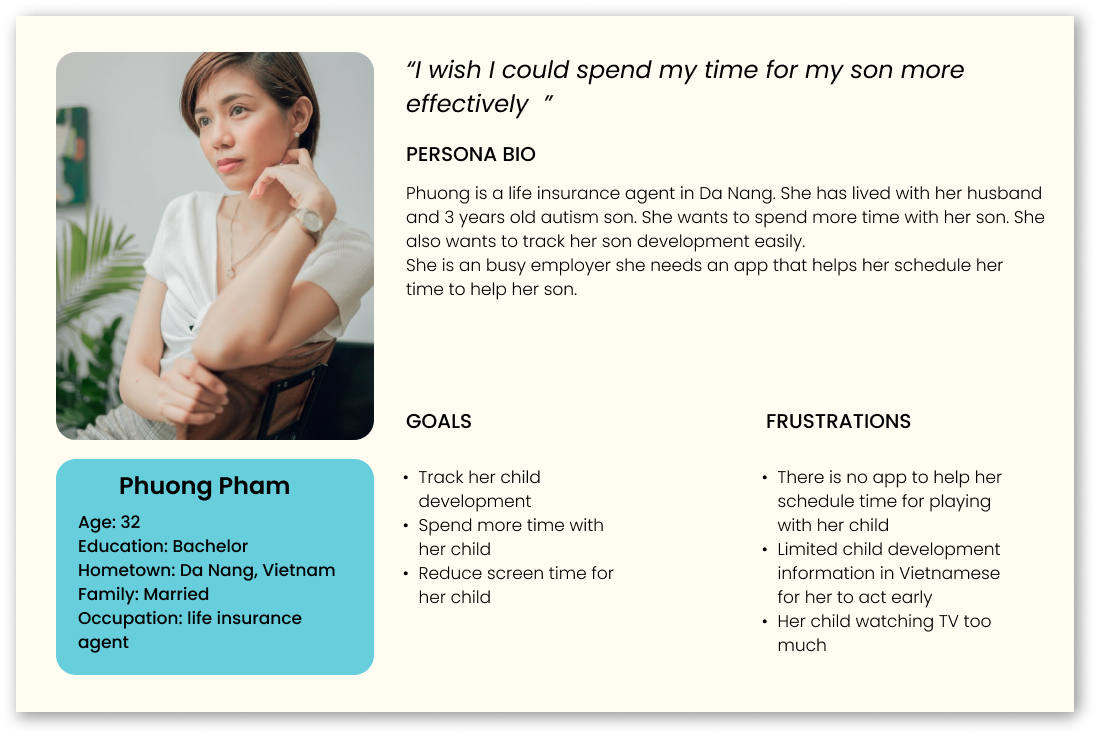 “I wish I could spend my time for my son more
effectively  ”
PERSONA BIO
Phuong is a life insurance agent in Da Nang. She has lived with her husband
and 3 years old autism son. She wants to spend more time with her son. She
also wants to track her son development easily.
She is an busy employer she needs an app that helps her schedule her
time to help her son.
Phuong Pham
Age: 32
Education: Bachelor
Hometown: Da Nang, Vietnam
Family: Married
Occupation: life insurance
agent
GOALS
• Track her child
development
• Spend more time with
her child
• Reduce screen time for
her child
FRUSTRATIONS
• There is no app to help her
schedule time for playing
with her child
• Limited child development
information in Vietnamese
for her to act early
• Her child watching TV too
much